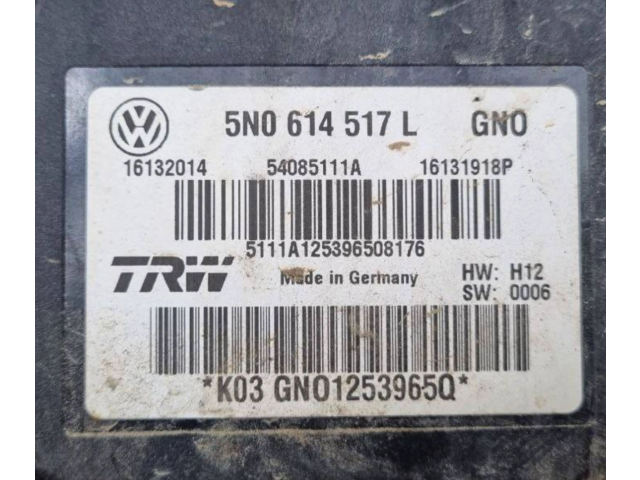 5N0 614 517 L GNO
16132014 54085111A 16131918P
5111A125396508176
TRW Made in Germany HW: H12
SW: 0006
*K03 GNO1253965Q*